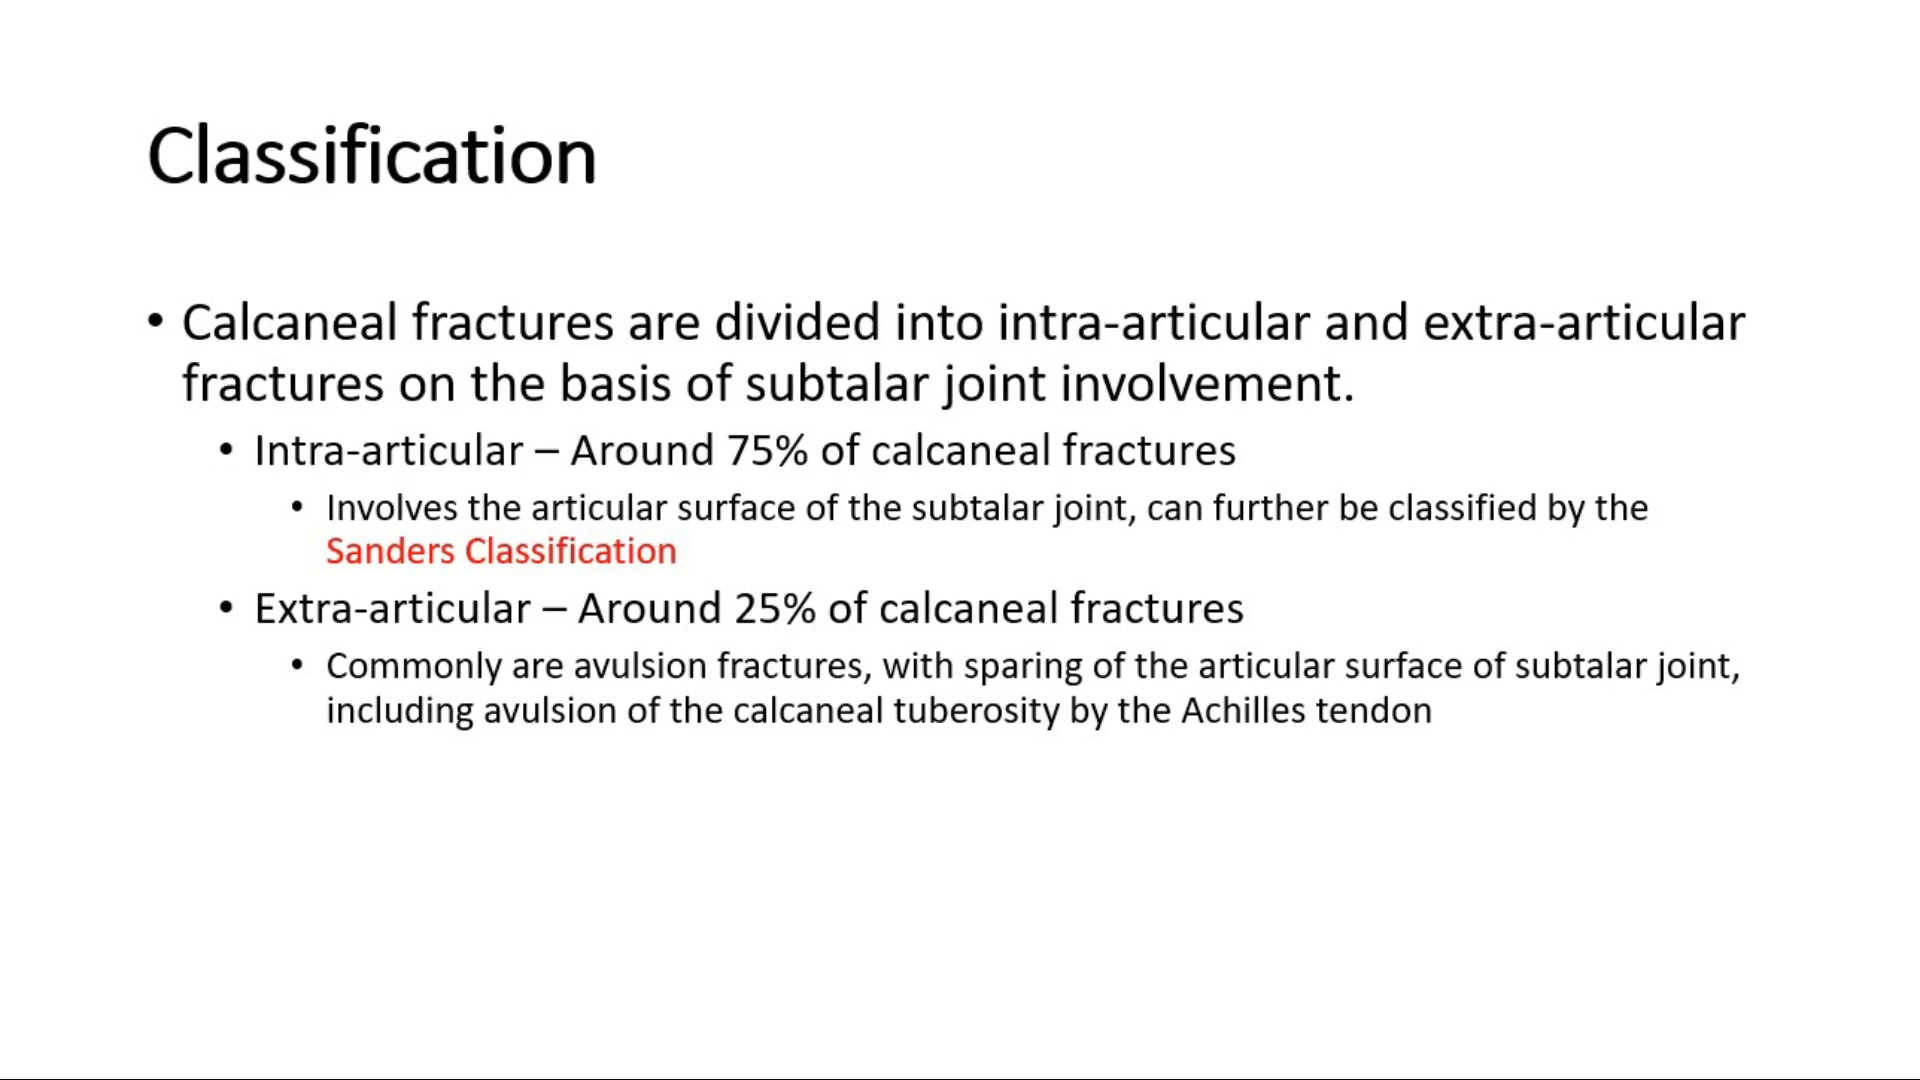 Classification
• Calcaneal fractures are divided into intra-articular and extra-articular
fractures on the basis of subtalar joint involvement.
• Intra-articular – Around 75% of calcaneal fractures
• Involves the articular surface of the subtalar joint, can further be classified by the
Sanders Classification
• Extra-articular – Around 25% of calcaneal fractures
• Commonly are avulsion fractures, with sparing of the articular surface of subtalar joint,
including avulsion of the calcaneal tuberosity by the Achilles tendon